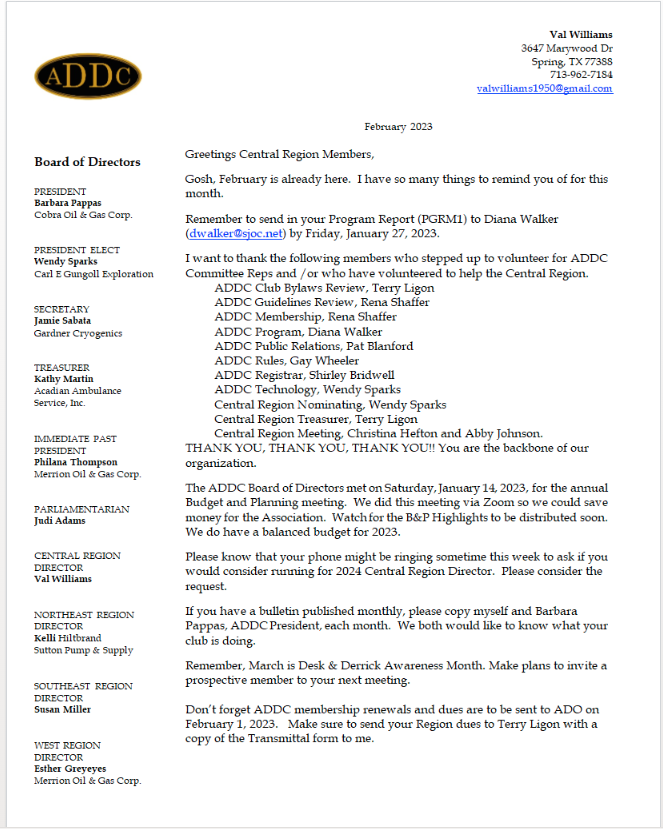 Val Williams
3647 Marywood Dr
Spring, TX 77388
713-962-7184
valwilliams1950@gmail.com
ADDC
February 2023
Board of Directors
PRESIDENT
Barbara Pappas
Cobra Oil & Gas Corp.
PRESIDENT ELECT
Wendy Sparks
Carl E Gungoll Exploration
SECRETARY
Jamie Sabata
Gardner Cryogenics
TREASURER
Kathy Martin
Acadian Ambulance
Service, Inc.
IMMEDIATE PAST
PRESIDENT
Philana Thompson
Merrion Oil & Gas Corp.
PARLIAMENTARIAN
Judi Adams
CENTRAL REGION
DIRECTOR
Val Williams
NORTHEAST REGION
DIRECTOR
Kelli Hiltbrand
Sutton Pump & Supply
SOUTHEAST REGION
DIRECTOR
Susan Miller
WEST REGION
DIRECTOR
Esther Greyeyes
Merrion Oil & Gas Corp.
Greetings Central Region Members,
Gosh, February is already here. I have so many things to remind you of for this
month.
Remember to send in your Program Report (PGRM1) to Diana Walker
(dwalker@sjoc.net) by Friday, January 27, 2023.
I want to thank the following members who stepped up to volunteer for ADDC
Committee Reps and /or who have volunteered to help the Central Region.
ADDC Club Bylaws Review, Terry Ligon
ADDC Guidelines Review, Rena Shaffer
ADDC Membership, Rena Shaffer
ADDC Program, Diana Walker
ADDC Public Relations, Pat Blanford
ADDC Rules, Gay Wheeler
ADDC Registrar, Shirley Bridwell
ADDC Technology, Wendy Sparks
Central Region Nominating, Wendy Sparks
Central Region Treasurer, Terry Ligon
Central Region Meeting, Christina Hefton and Abby Johnson.
THANK YOU, THANK YOU, THANK YOU!! You are the backbone of our
organization.
The ADDC Board of Directors met on Saturday, January 14, 2023, for the annual
Budget and Planning meeting. We did this meeting via Zoom so we could save
money for the Association. Watch for the B&P Highlights to be distributed soon.
We do have a balanced budget for 2023.
Please know that your phone might be ringing sometime this week to ask if you
would consider running for 2024 Central Region Director. Please consider the
request.
If you have a bulletin published monthly, please copy myself and Barbara
Pappas, ADDC President, each month. We both would like to know what your
club is doing.
Remember, March is Desk & Derrick Awareness Month. Make plans to invite a
prospective member to your next meeting.
Don't forget ADDC membership renewals and dues are to be sent to ADO on
February 1, 2023. Make sure to send your Region dues to Terry Ligon with a
copy of the Transmittal form to me.